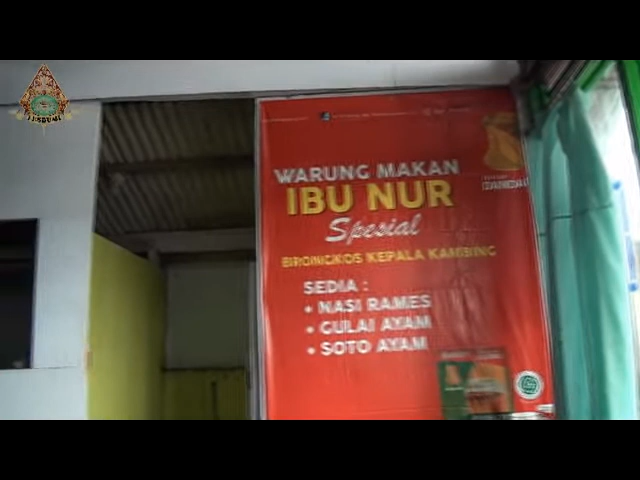 WARUNG MAKAN
IBU NUR
Spesial
BRONGKOS KEPALA KAMBING
SEDIA :
• NASI RAMES
• GULAI AYAM
• SOTO AYAM